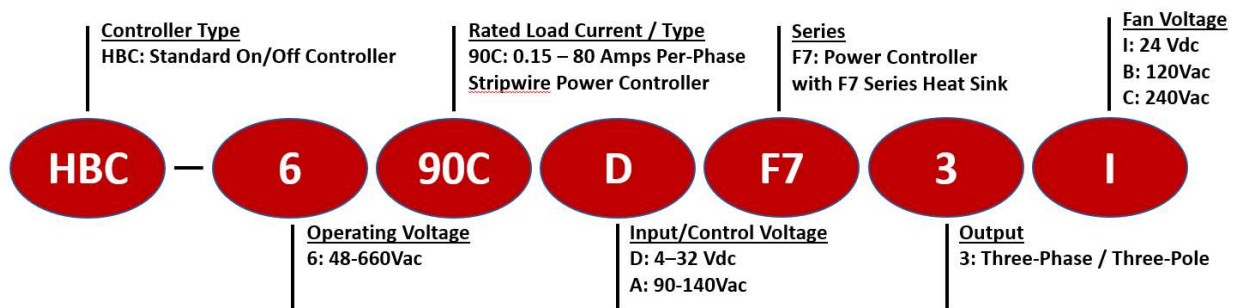 Controller Type
HBC: Standard On/Off Controller
Rated Load Current / Type
90C: 0.15 – 80 Amps Per-Phase
Stripwire Power Controller
Series
F7: Power Controller
with F7 Series Heat Sink
Fan Voltage
I: 24 Vdc
B: 120Vac
C: 240Vac
HBC – 6 90C D F7 3 I
Operating Voltage
6: 48-660Vac
Input/Control Voltage
D: 4–32 Vdc
A: 90-140Vac
Output
3: Three-Phase / Three-Pole